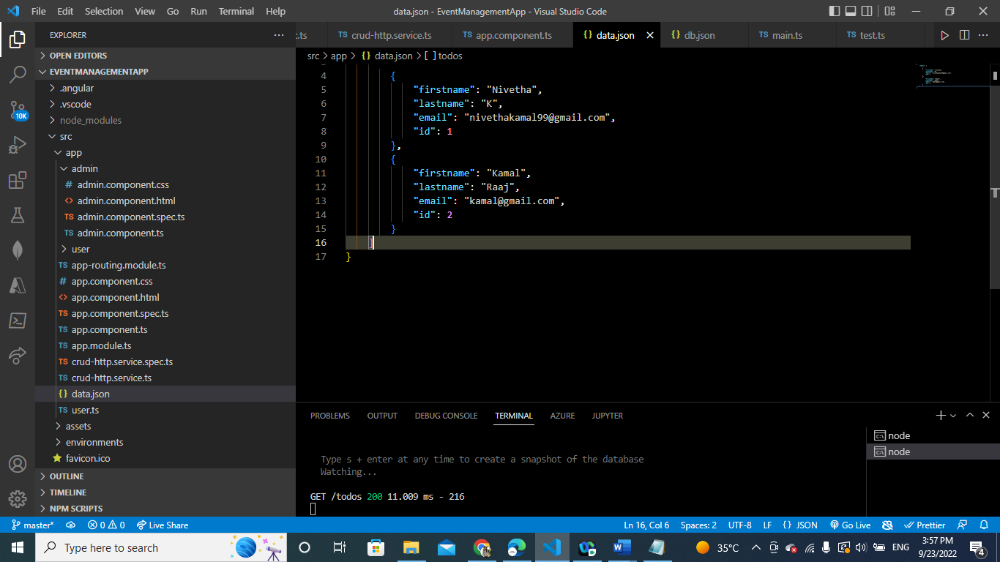 File Edit Selection View Go Run Terminal Help data.json - EventManagementApp - Visual Studio Code
EXPLORER ...
c.ts TS crud-http.service.ts TS app.component.ts {} data.json {} db.json TS main.ts TS test.ts
OPEN EDITORS
src > app > {} data.json > [ ] todos
EVENTMANAGEMENTAPP
.angular
.vscode
node_modules
src
app
admin
# admin.component.css
<> admin.component.html
TS admin.component.spec.ts
TS admin.component.ts
user
TS app-routing.module.ts
# app.component.css
<> app.component.html
TS app.component.spec.ts
TS app.component.ts
TS app.module.ts
TS crud-http.service.spec.ts
TS crud-http.service.ts
{} data.json
TS user.ts
assets
environments
favicon.ico
OUTLINE
TIMELINE
NPM SCRIPTS
10K
4 {
5 "firstname": "Nivetha",
6 "lastname": "K",
7 "email": "nivethakamal99@gmail.com",
8 "id": 1
9 },
10 {
11 "firstname": "Kamal",
12 "lastname": "Raaj",
13 "email": "kamal@gmail.com",
14 "id": 2
15 }
16 ]
17 }
PROBLEMS OUTPUT DEBUG CONSOLE TERMINAL AZURE JUPYTER
node
node
Type s + enter at any time to create a snapshot of the database
Watching...
GET /todos 200 11.009 ms - 216
master* 0 0 Live Share Ln 16, Col 6 Spaces: 2 UTF-8 LF {} JSON Go Live Prettier
Type here to search 35°C ENG 3:57 PM
9/23/2022 4